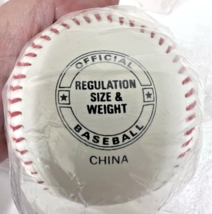 OFFICIAL
REGULATION
SIZE &
WEIGHT
BASEBALL
CHINA